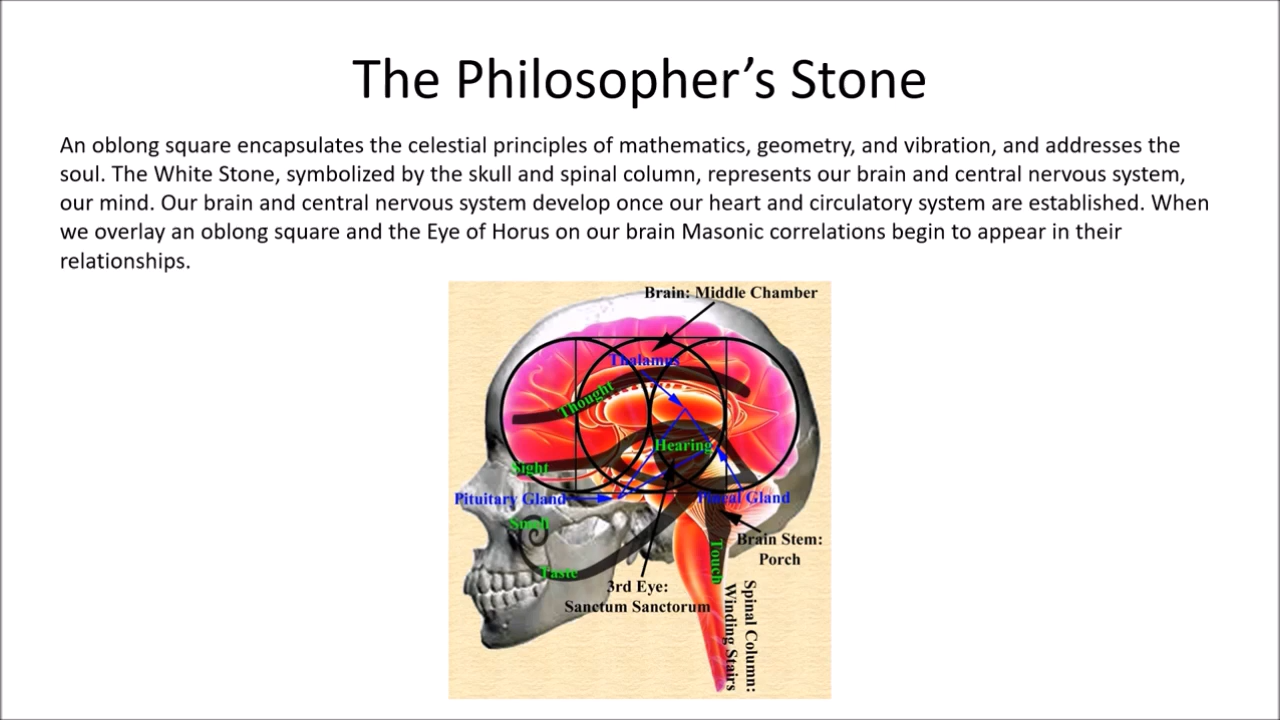 The Philosopher’s Stone
An oblong square encapsulates the celestial principles of mathematics, geometry, and vibration, and addresses the
soul. The White Stone, symbolized by the skull and spinal column, represents our brain and central nervous system,
our mind. Our brain and central nervous system develop once our heart and circulatory system are established. When
we overlay an oblong square and the Eye of Horus on our brain Masonic correlations begin to appear in their
relationships.
Brain: Middle Chamber
Thalamus
Thought
Hearing
Sight
Pituitary Gland
Pineal Gland
Smell
Brain Stem:
Porch
Touch
Taste
3rd Eye:
Sanctum Sanctorum
Spinal Column:
Winding Stairs